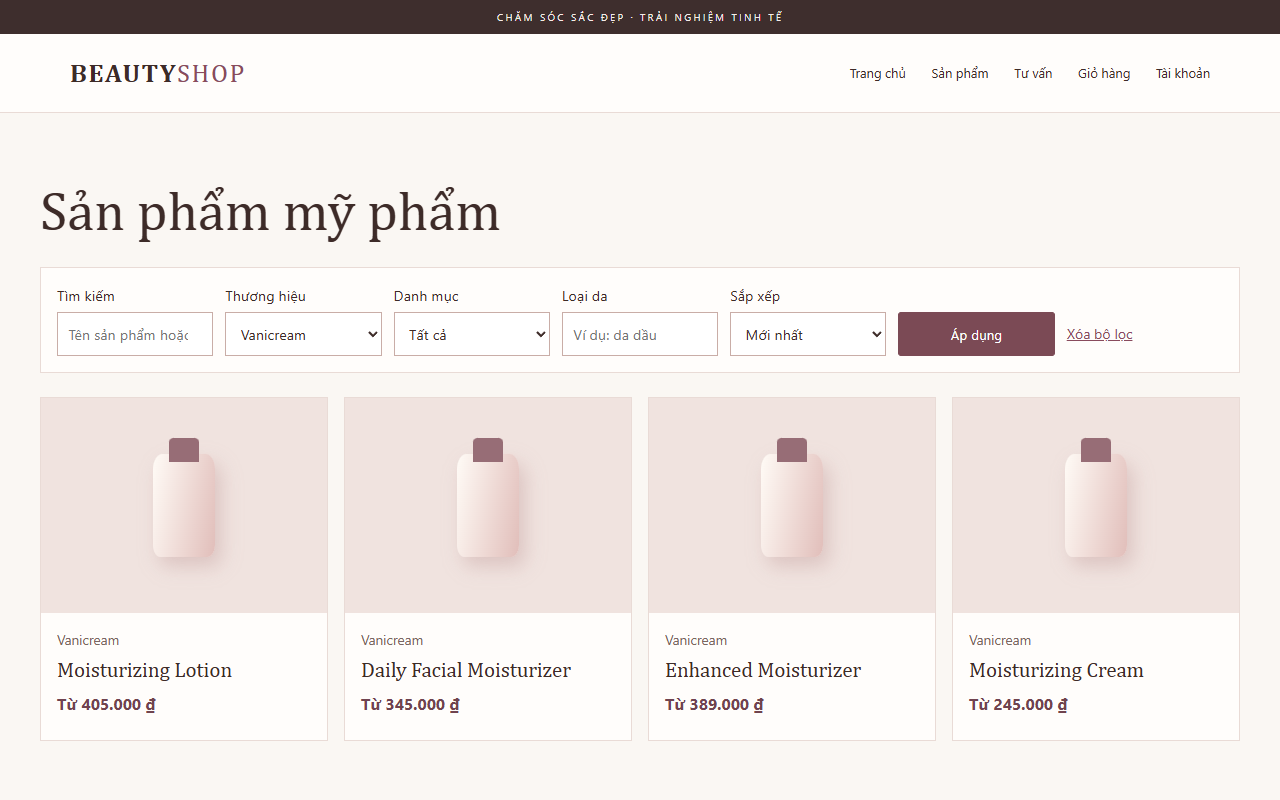 CHĂM SÓC SẮC ĐẸP · TRẢI NGHIỆM TINH TẾ
BEAUTYSHOP
Trang chủ Sản phẩm Tư vấn Giỏ hàng Tài khoản
Sản phẩm mỹ phẩm
Tìm kiếm Thương hiệu Danh mục Loại da Sắp xếp
Tên sản phẩm hoặc Vanicream Tất cả Ví dụ: da dầu Mới nhất Áp dụng Xóa bộ lọc
Vanicream Vanicream Vanicream Vanicream
Moisturizing Lotion Daily Facial Moisturizer Enhanced Moisturizer Moisturizing Cream
Từ 405.000 ₫ Từ 345.000 ₫ Từ 389.000 ₫ Từ 245.000 ₫